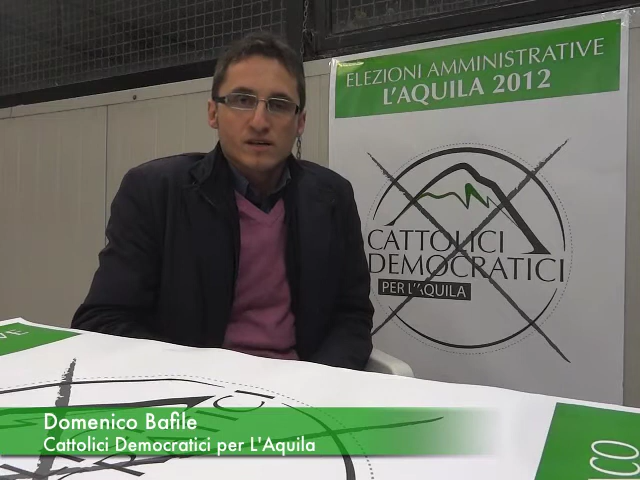 ELEZIONI AMMINISTRATIVE
L'AQUILA 2012
CATTOLICI
DEMOCRATICI
PER L'AQUILA
Domenico Bafile
Cattolici Democratici per L'Aquila